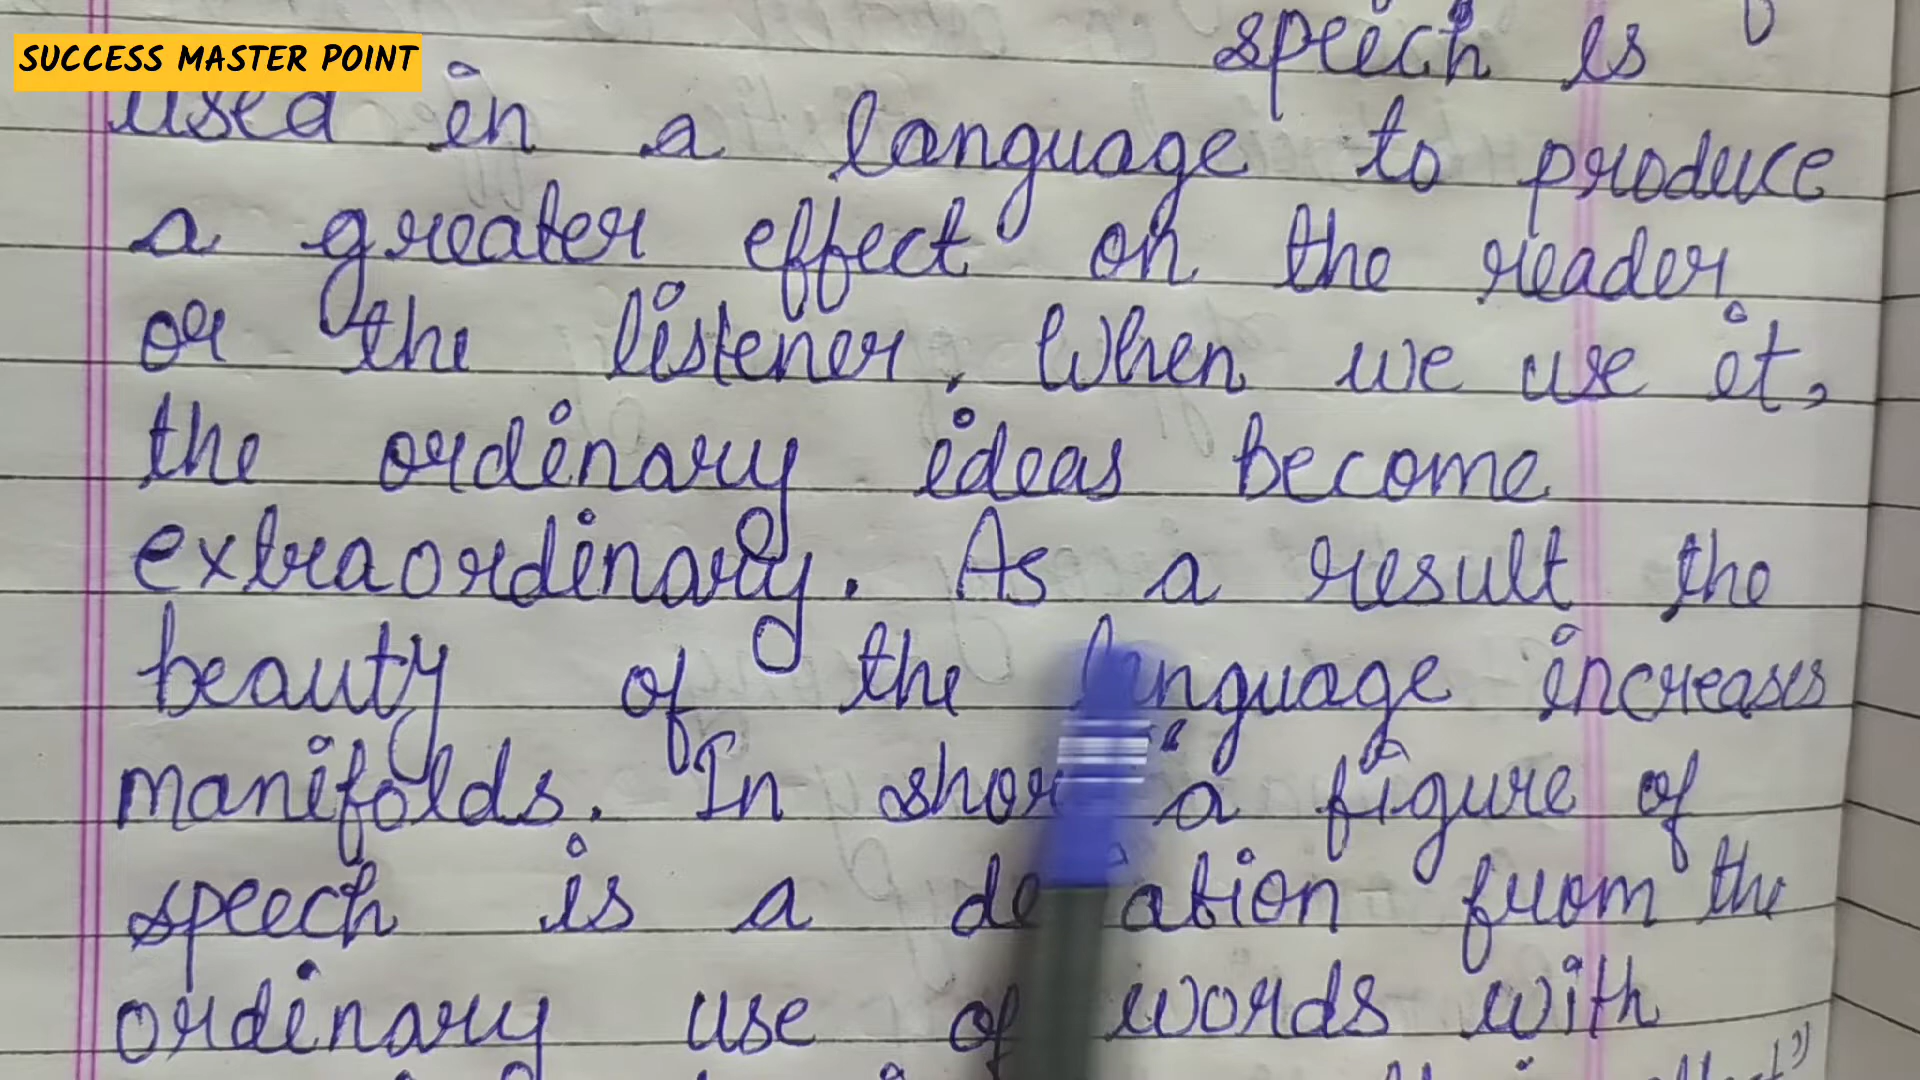 speech is
SUCCESS MASTER POINT
used in a language to produce
a greater effect on the reader
or the listener. When we use it,
the ordinary ideas become
extraordinary. As a result the
beauty of the language increases
manifolds. In short a figure of
speech is a from the
ordinary use of words with